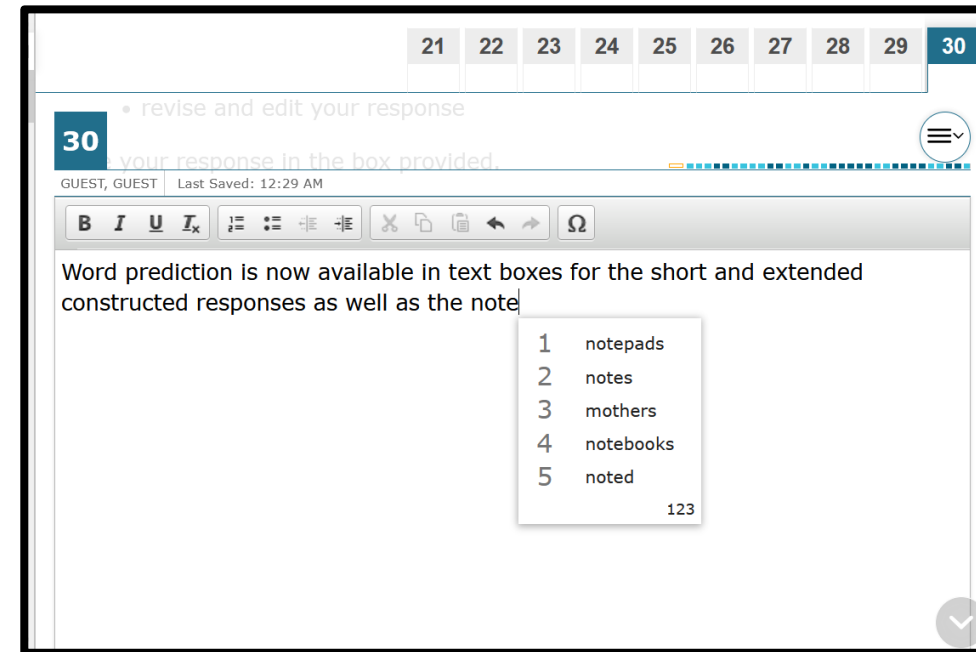 21 22 23 24 25 26 27 28 29 30
• revise and edit your response
30
your response in the box provided.
GUEST, GUEST Last Saved: 12:29 AM
B I U Ix Ω
Word prediction is now available in text boxes for the short and extended
constructed responses as well as the note
1 notepads
2 notes
3 mothers
4 notebooks
5 noted
123